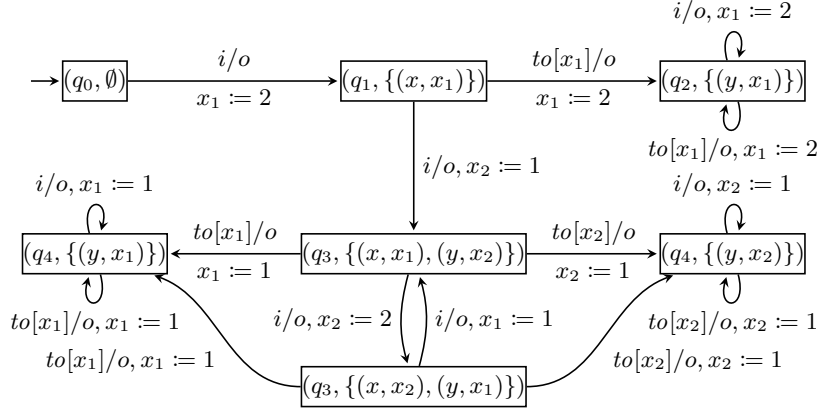 i/o, x₁ := 2
i/o
to[x₁]/o
(q₀, ∅)
(q₁, {(x, x₁)})
(q₂, {(y, x₁)})
x₁ := 2
x₁ := 2
to[x₁]/o, x₁ := 2
i/o, x₂ := 1
i/o, x₁ := 1
i/o, x₂ := 1
to[x₁]/o
to[x₂]/o
(q₄, {(y, x₁)})
(q₃, {(x, x₁), (y, x₂)})
(q₄, {(y, x₂)})
x₁ := 1
x₂ := 1
to[x₁]/o, x₁ := 1
i/o, x₂ := 2
i/o, x₁ := 1
to[x₂]/o, x₂ := 1
to[x₁]/o, x₁ := 1
to[x₂]/o, x₂ := 1
(q₃, {(x, x₂), (y, x₁)})